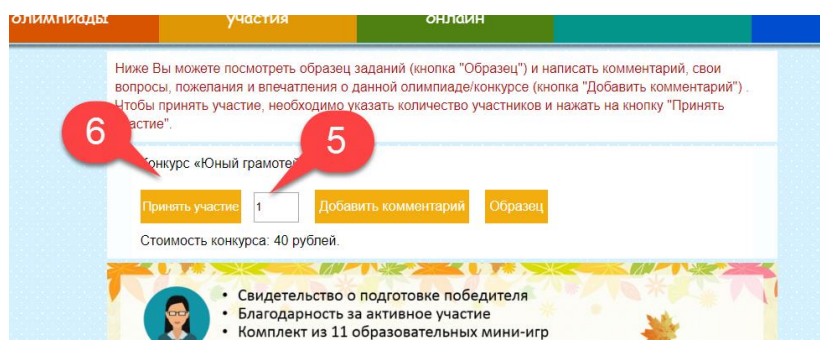 олимпиады
участия
онлайн
Ниже Вы можете посмотреть образец заданий (кнопка "Образец") и написать комментарий, свои
вопросы, пожелания и впечатления о данной олимпиаде/конкурсе (кнопка "Добавить комментарий") .
Чтобы принять участие, необходимо указать количество участников и нажать на кнопку "Принять
участие".
6
5
Конкурс «Юный грамотей
Принять участие 1 Добавить комментарий Образец
Стоимость конкурса: 40 рублей.
• Свидетельство о подготовке победителя
• Благодарность за активное участие
• Комплект из 11 образовательных мини-игр